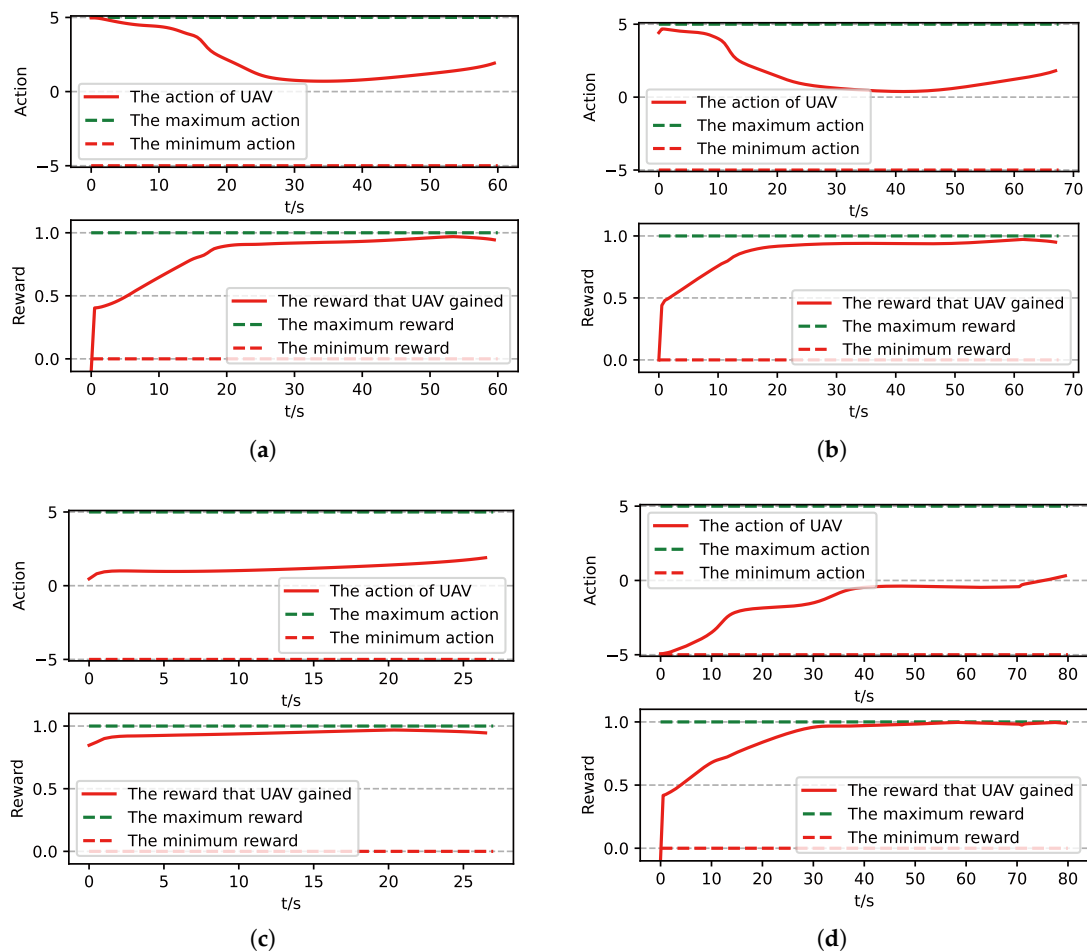 5
0
−5
Action
The action of UAV
The maximum action
The minimum action
0 10 20 30 40 50 60
t/s
1.0
0.5
0.0
Reward
The reward that UAV gained
The maximum reward
The minimum reward
0 10 20 30 40 50 60
t/s
(a)
5
0
−5
Action
The action of UAV
The maximum action
The minimum action
0 10 20 30 40 50 60 70
t/s
1.0
0.5
0.0
Reward
The reward that UAV gained
The maximum reward
The minimum reward
0 10 20 30 40 50 60 70
t/s
(b)
5
0
−5
Action
The action of UAV
The maximum action
The minimum action
0 5 10 15 20 25
t/s
1.0
0.5
0.0
Reward
The reward that UAV gained
The maximum reward
The minimum reward
0 5 10 15 20 25
t/s
(c)
5
0
−5
Action
The action of UAV
The maximum action
The minimum action
0 10 20 30 40 50 60 70 80
t/s
1.0
0.5
0.0
Reward
The reward that UAV gained
The maximum reward
The minimum reward
0 10 20 30 40 50 60 70 80
t/s
(d)